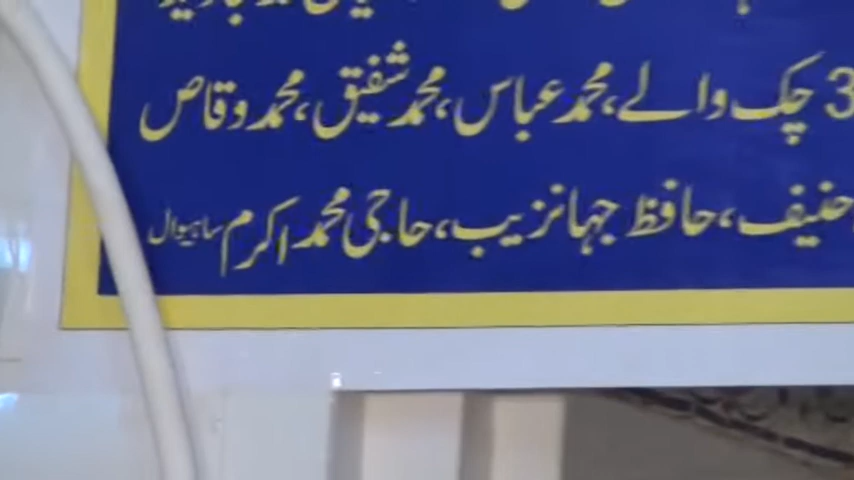 3 چک والے، محمد عباس، محمد شفیق، محمد وقاص
حنیف، حافظ جہانزیب، حاجی محمد اکرم ساہیوال